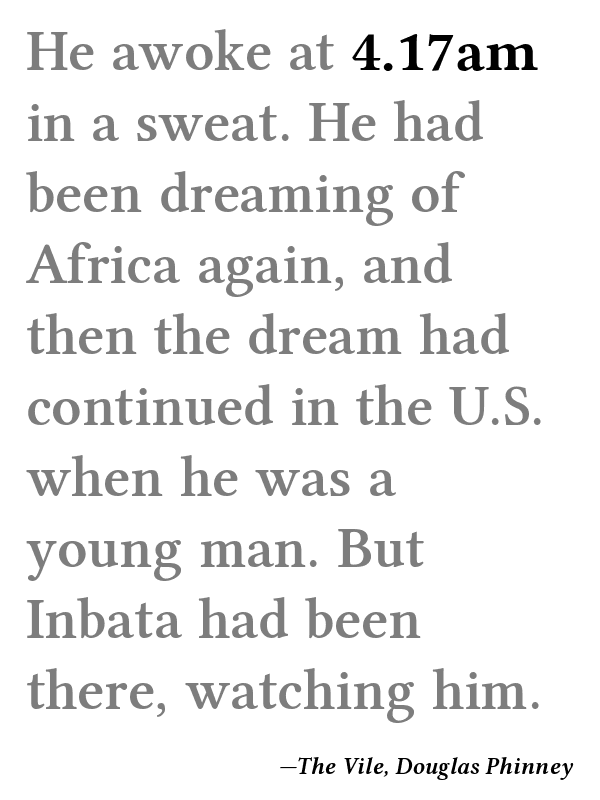 He awoke at 4.17am
in a sweat. He had
been dreaming of
Africa again, and
then the dream had
continued in the U.S.
when he was a
young man. But
Inbata had been
there, watching him.
—The Vile, Douglas Phinney